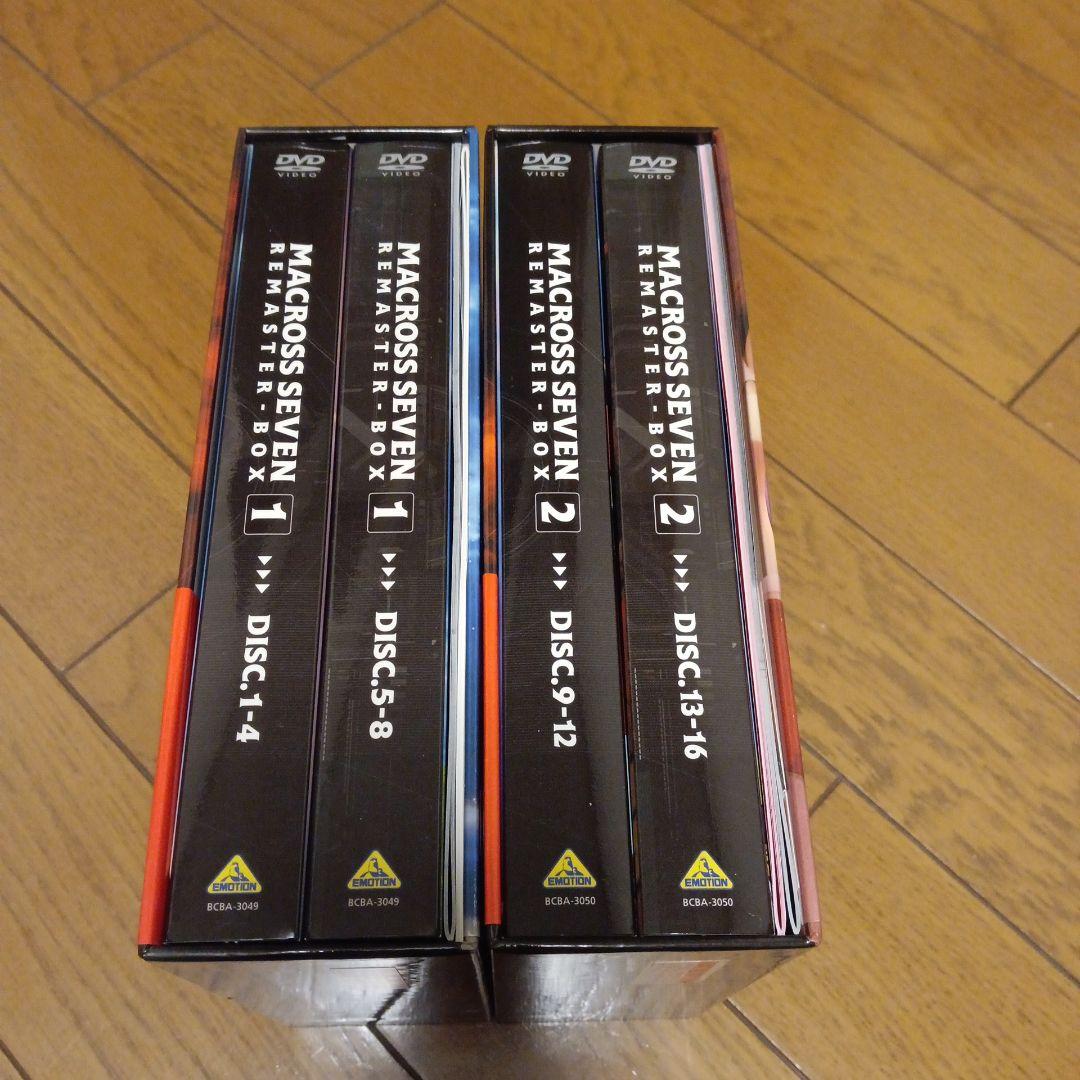 DVD
VIDEO
MACROSS SEVEN
REMASTER-BOX 1 ▶▶▶ DISC.1-4
EMOTION
BCBA-3049
DVD
VIDEO
MACROSS SEVEN
REMASTER-BOX 1 ▶▶▶ DISC.5-8
EMOTION
BCBA-3049
DVD
VIDEO
MACROSS SEVEN
REMASTER-BOX 2 ▶▶▶ DISC.9-12
EMOTION
BCBA-3050
DVD
VIDEO
MACROSS SEVEN
REMASTER-BOX 2 ▶▶▶ DISC.13-16
EMOTION
BCBA-3050